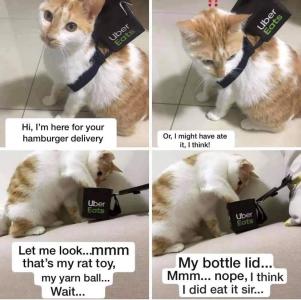 Uber
Eats
Hi, I'm here for your
hamburger delivery
Uber
Eats
Or, I might have ate
it, I think!
Uber
Eats
Let me look...mmm
that's my rat toy,
my yarn ball...
Wait...
Uber
Eats
My bottle lid...
Mmm... nope, I think
I did eat it sir...